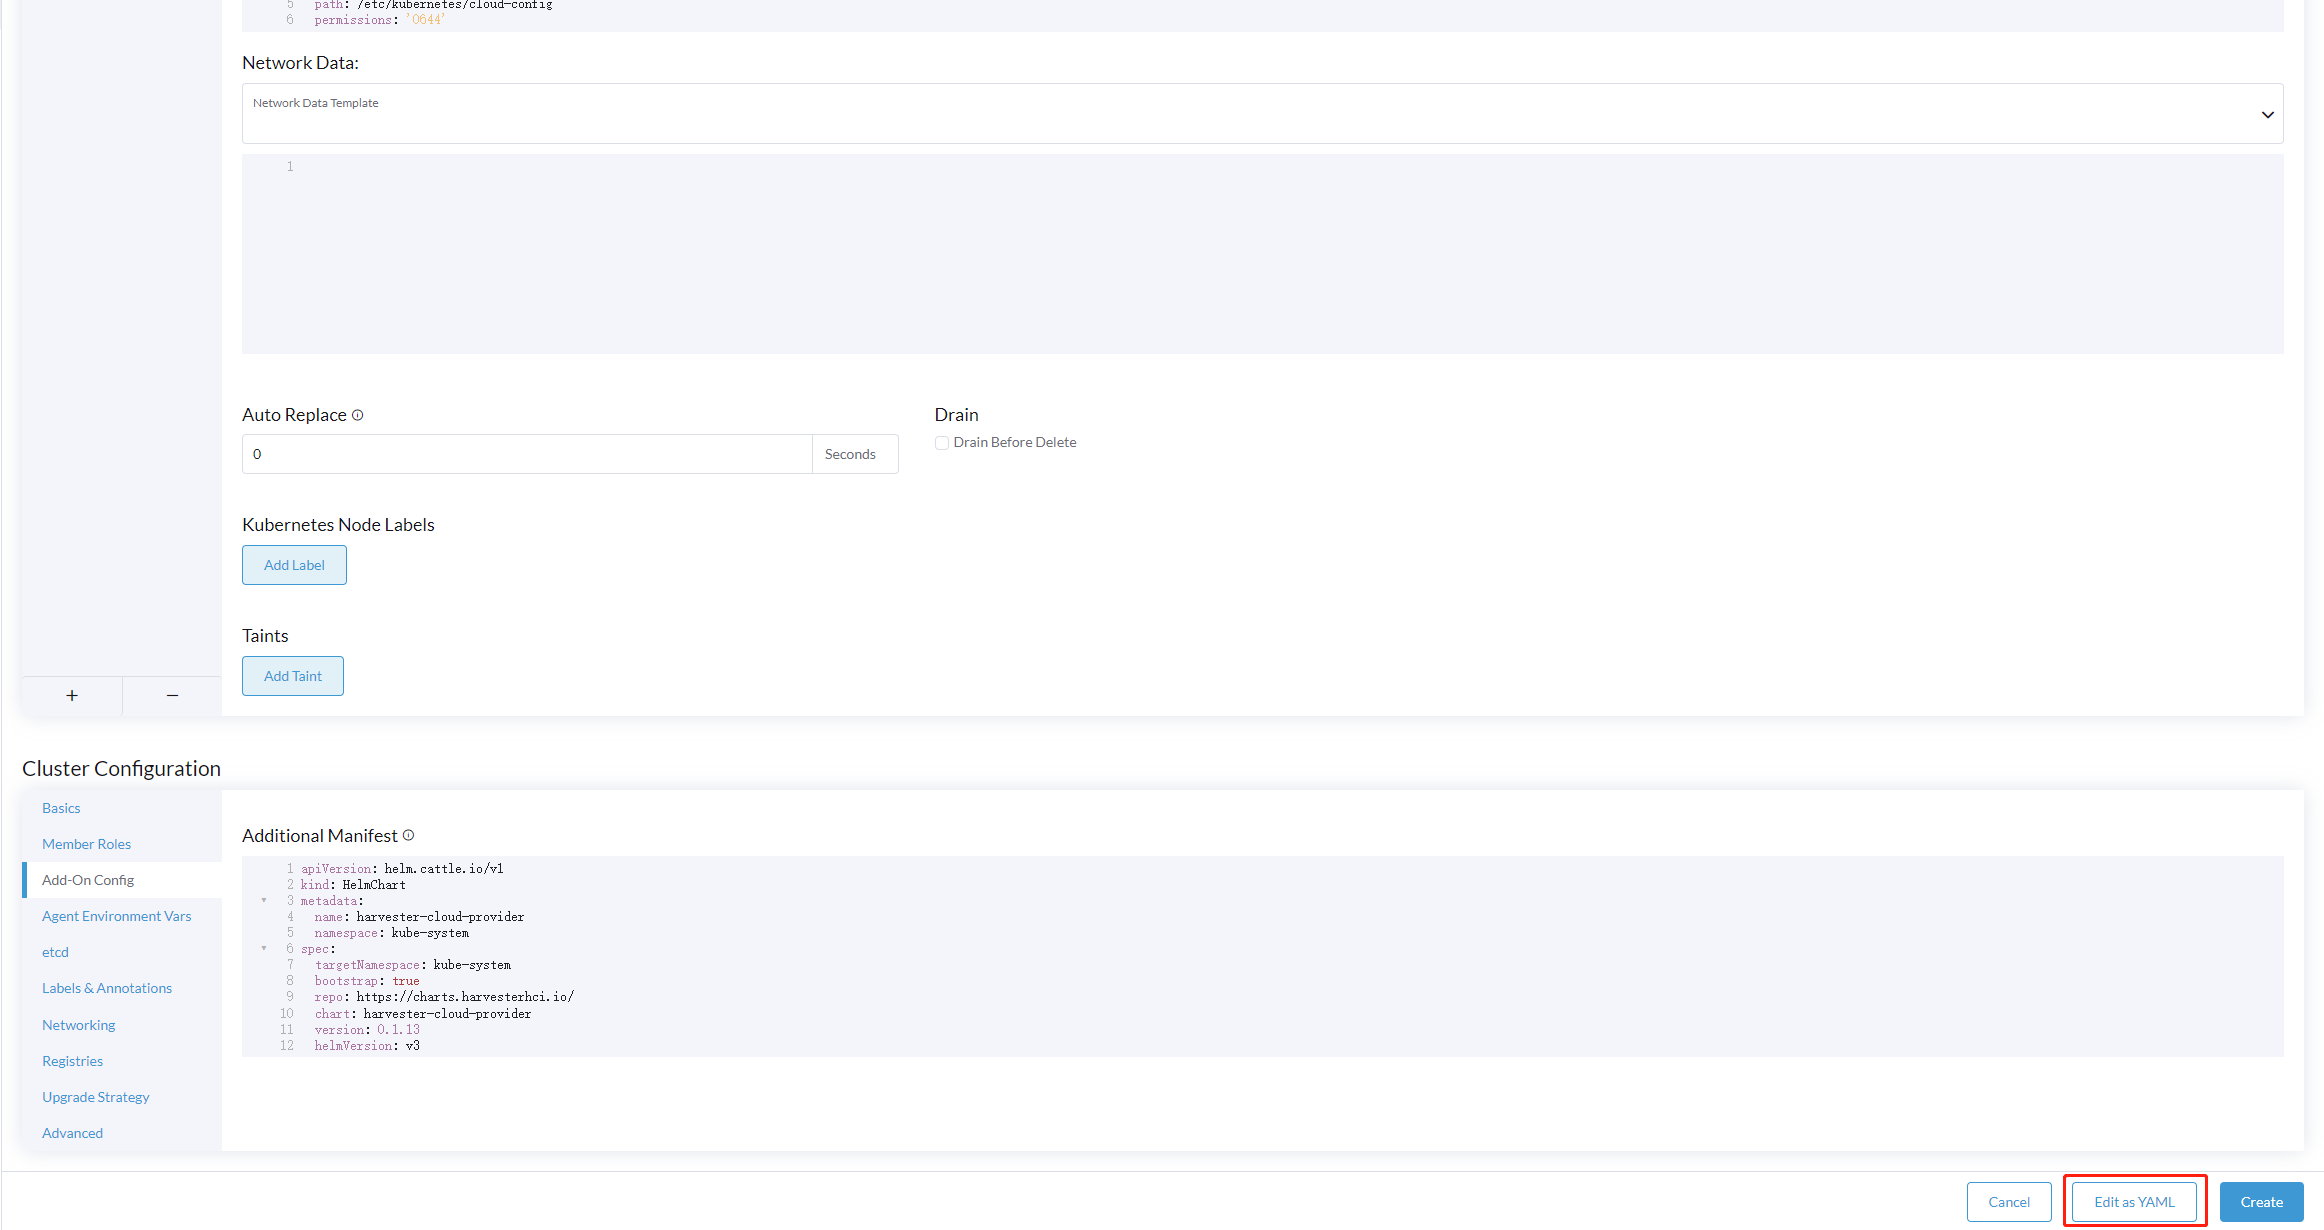 5 path: /etc/kubernetes/cloud-config
6 permissions: '0644'
Network Data:
Network Data Template
1
Auto Replace
0 Seconds
Drain
Drain Before Delete
Kubernetes Node Labels
Add Label
Taints
Add Taint
+ −
Cluster Configuration
Basics
Member Roles
Add-On Config
Agent Environment Vars
etcd
Labels & Annotations
Networking
Registries
Upgrade Strategy
Advanced
Additional Manifest
1 apiVersion: helm.cattle.io/v1
2 kind: HelmChart
3 metadata:
4   name: harvester-cloud-provider
5   namespace: kube-system
6 spec:
7   targetNamespace: kube-system
8   bootstrap: true
9   repo: https://charts.harvesterhci.io/
10   chart: harvester-cloud-provider
11   version: 0.1.13
12   helmVersion: v3
Cancel
Edit as YAML
Create